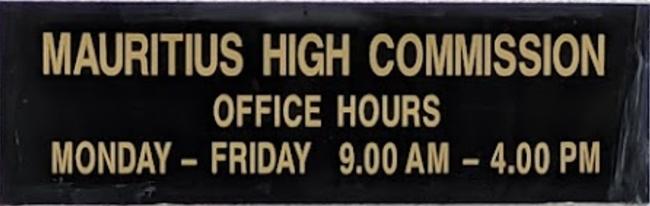 MAURITIUS HIGH COMMISSION
OFFICE HOURS
MONDAY – FRIDAY 9.00 AM – 4.00 PM